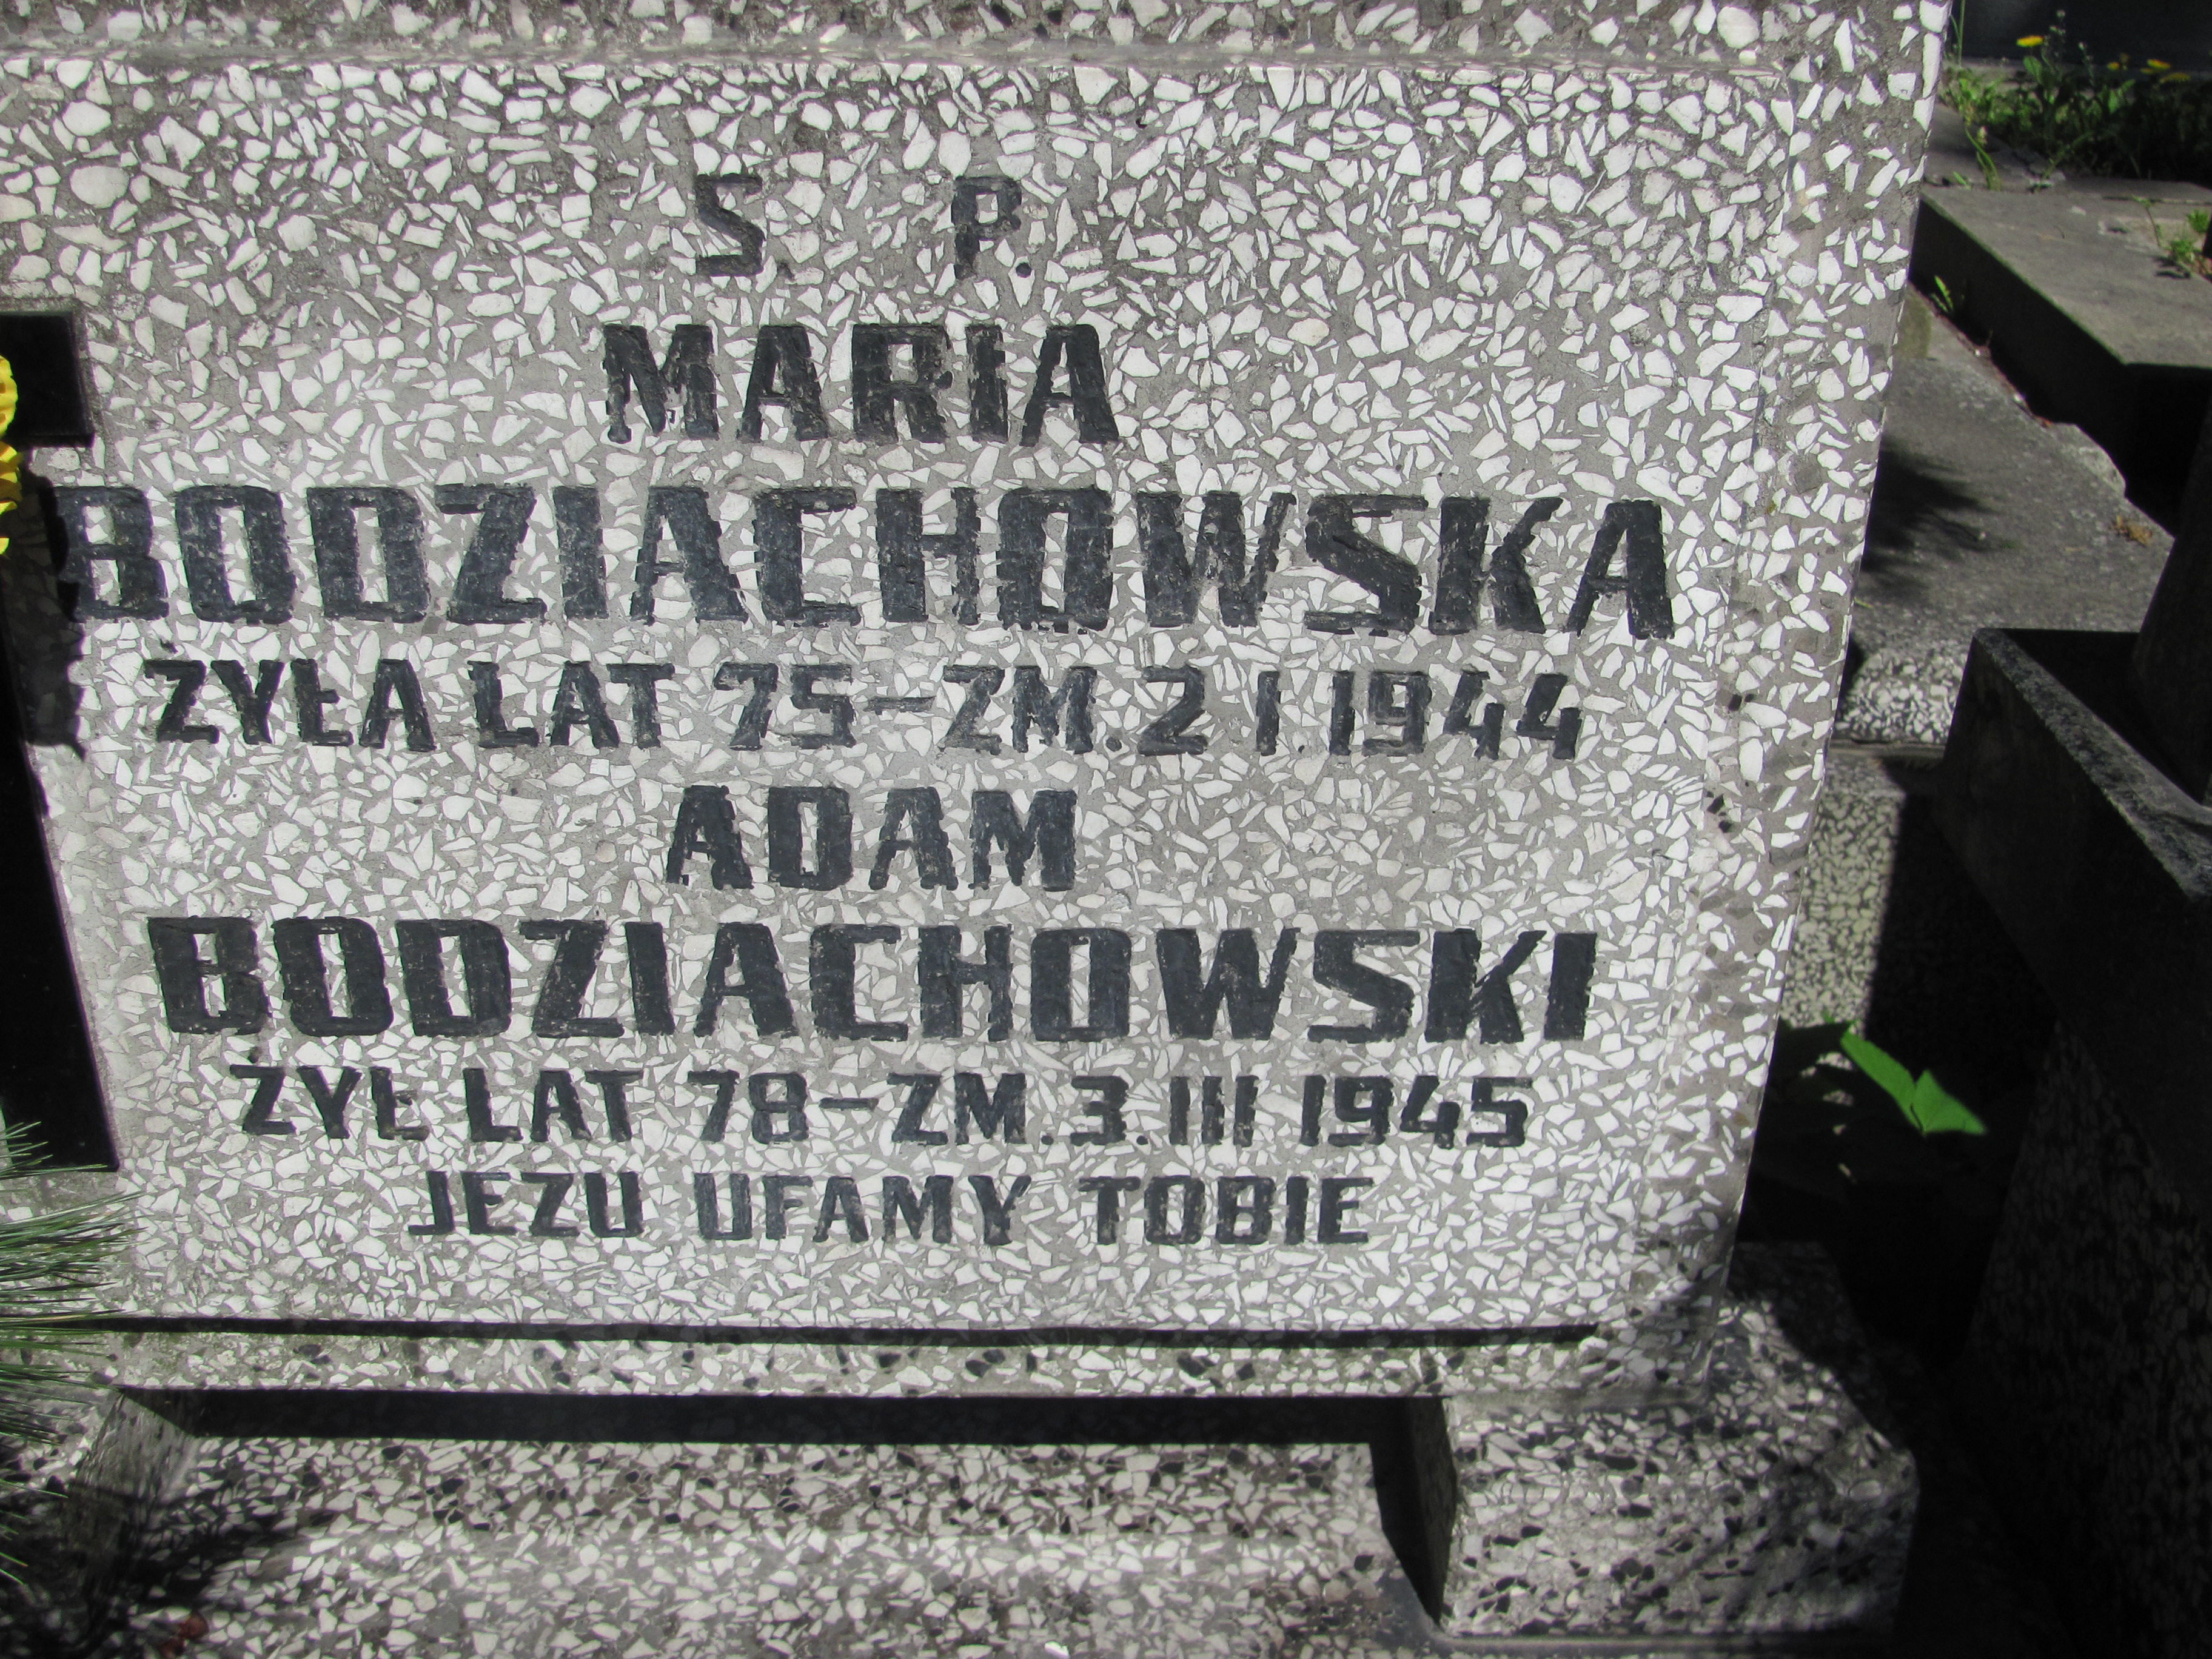 S. P.
MARIA
BODZIACHOWSKA
ŻYŁA LAT 75-ZM.2.I.1944
ADAM
BODZIACHOWSKI
ŻYŁ LAT 78-ZM.3.III 1945
JEZU UFAMY TOBIE